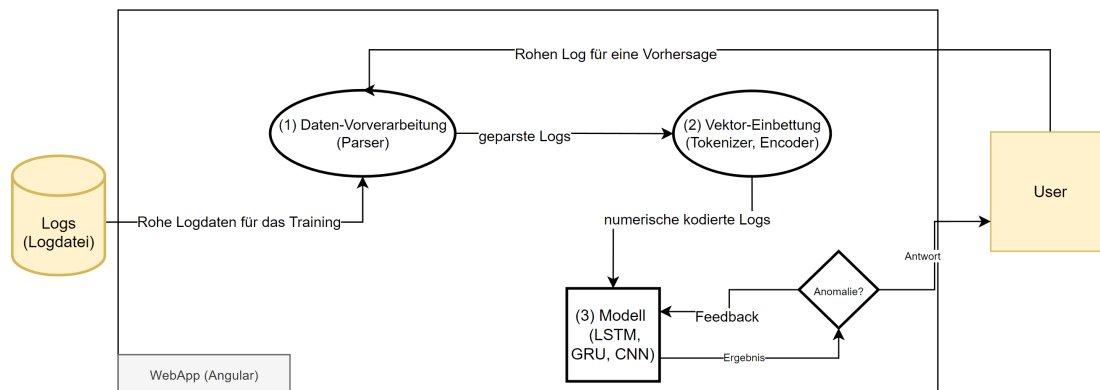 Rohen Log für eine Vorhersage
(1) Daten-Vorverarbeitung
(Parser)
geparste Logs
(2) Vektor-Einbettung
(Tokenizer, Encoder)
User
Logs
(Logdatei)
Rohe Logdaten für das Training
numerische kodierte Logs
Antwort
Anomalie?
(3) Modell
(LSTM,
GRU, CNN)
Feedback
Ergebnis
WebApp (Angular)